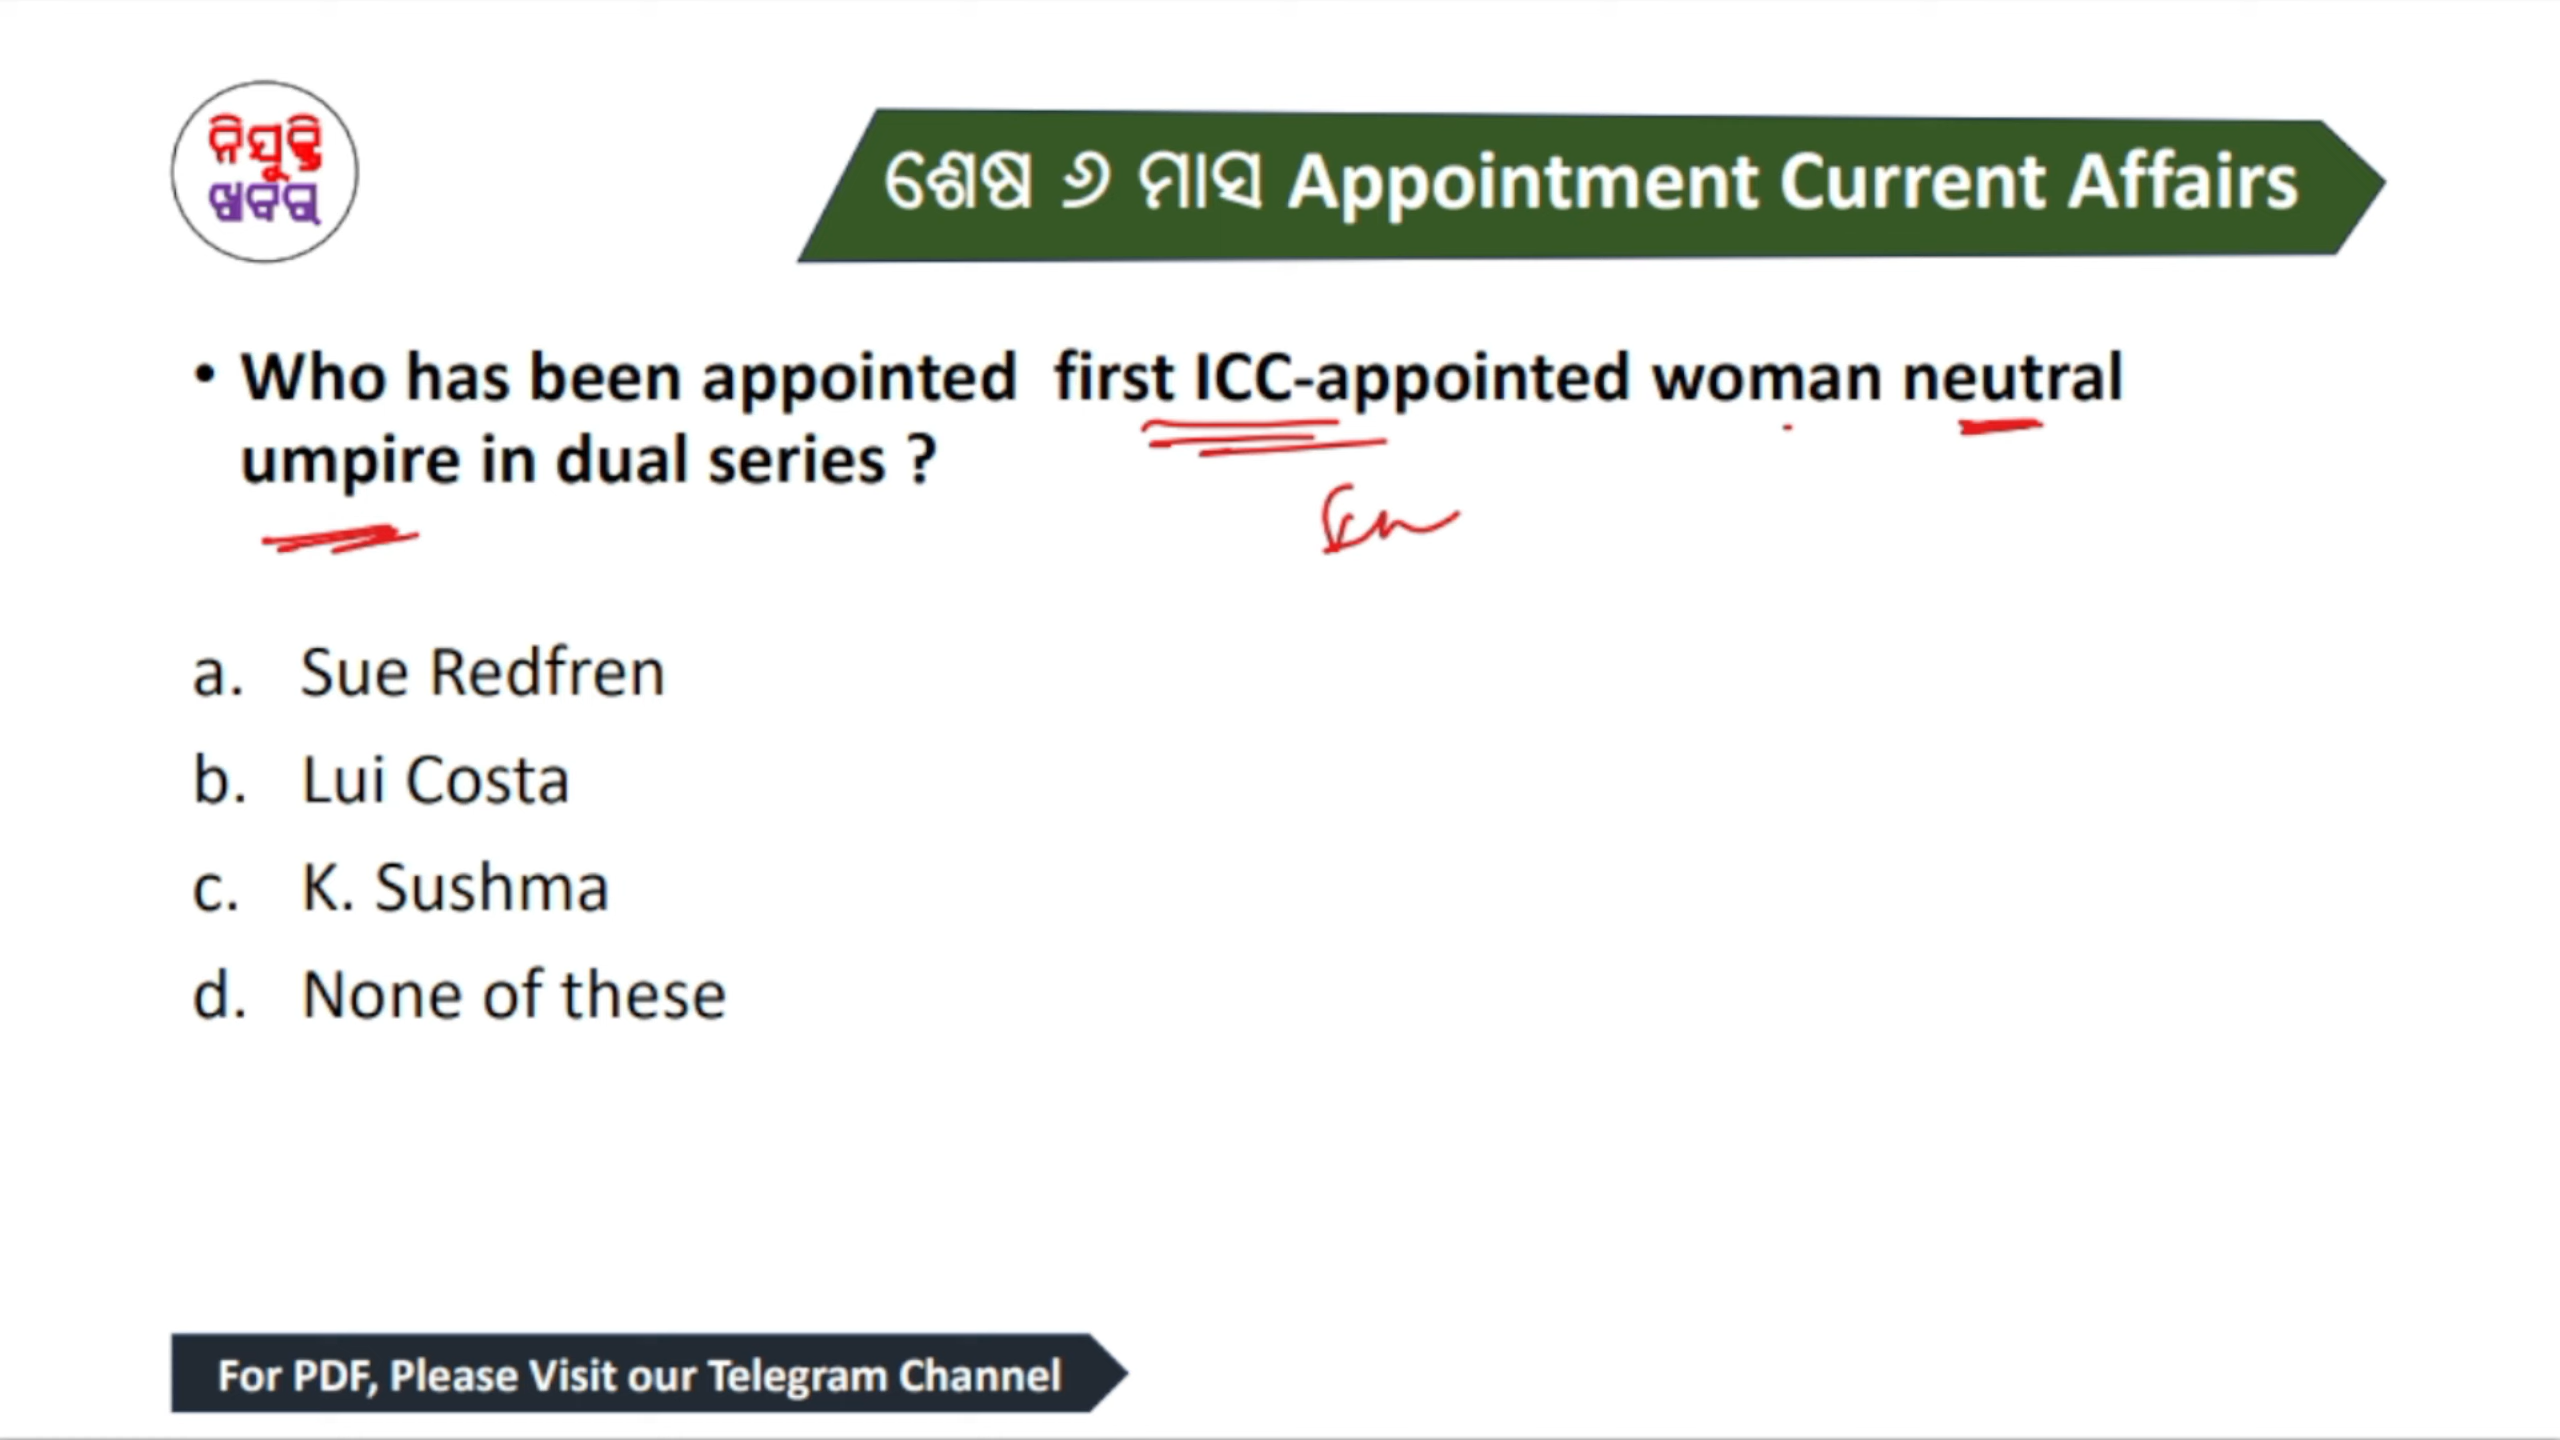 ନିଯୁକ୍ତି
ଖବର
ଶେଷ ୬ ମାସ Appointment Current Affairs
• Who has been appointed first ICC-appointed woman neutral
umpire in dual series ?
a. Sue Redfren
b. Lui Costa
c. K. Sushma
d. None of these
For PDF, Please Visit our Telegram Channel